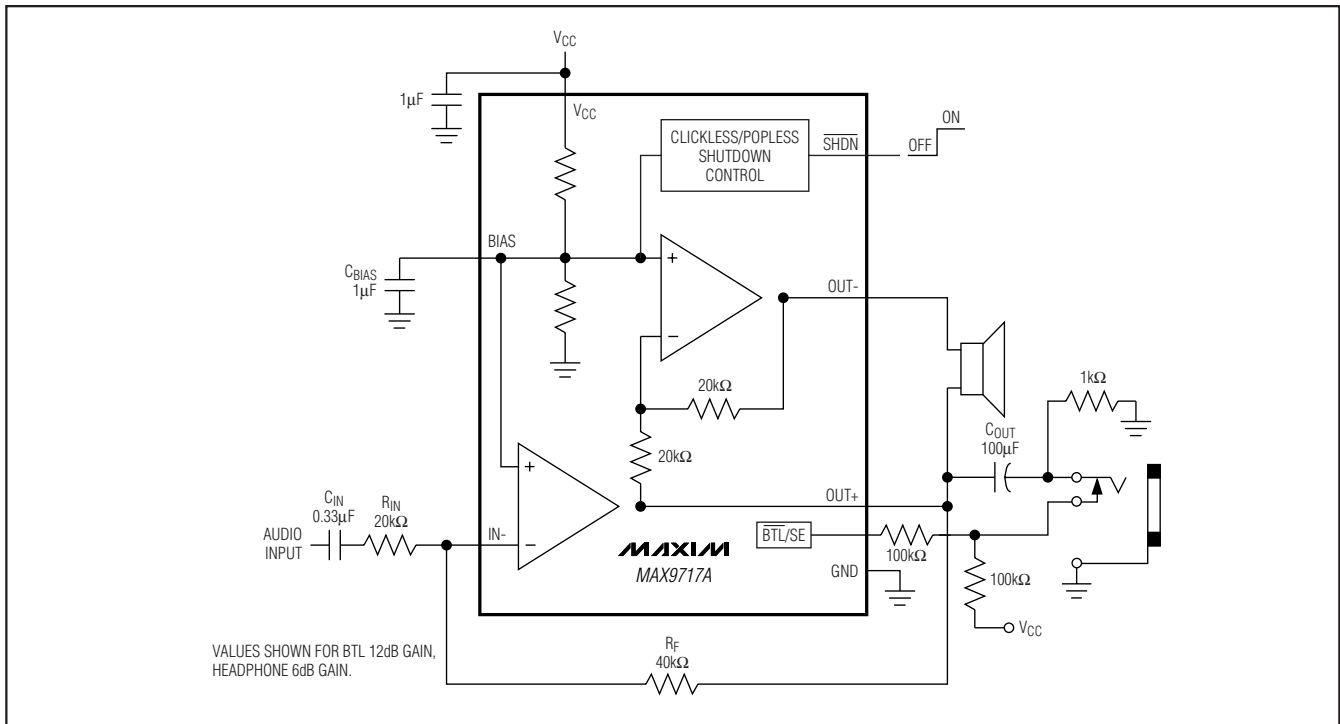 VCC
1µF
VCC
CLICKLESS/POPLESS
SHUTDOWN
CONTROL
SHDN
OFF
ON
BIAS
CBIAS
1µF
+
−
OUT-
20kΩ
20kΩ
1kΩ
COUT
100µF
+
−
OUT+
CIN
0.33µF
RIN
20kΩ
AUDIO
INPUT
IN-
MAXIM
MAX9717A
BTL/SE
100kΩ
GND
100kΩ
VCC
VALUES SHOWN FOR BTL 12dB GAIN,
HEADPHONE 6dB GAIN.
RF
40kΩ